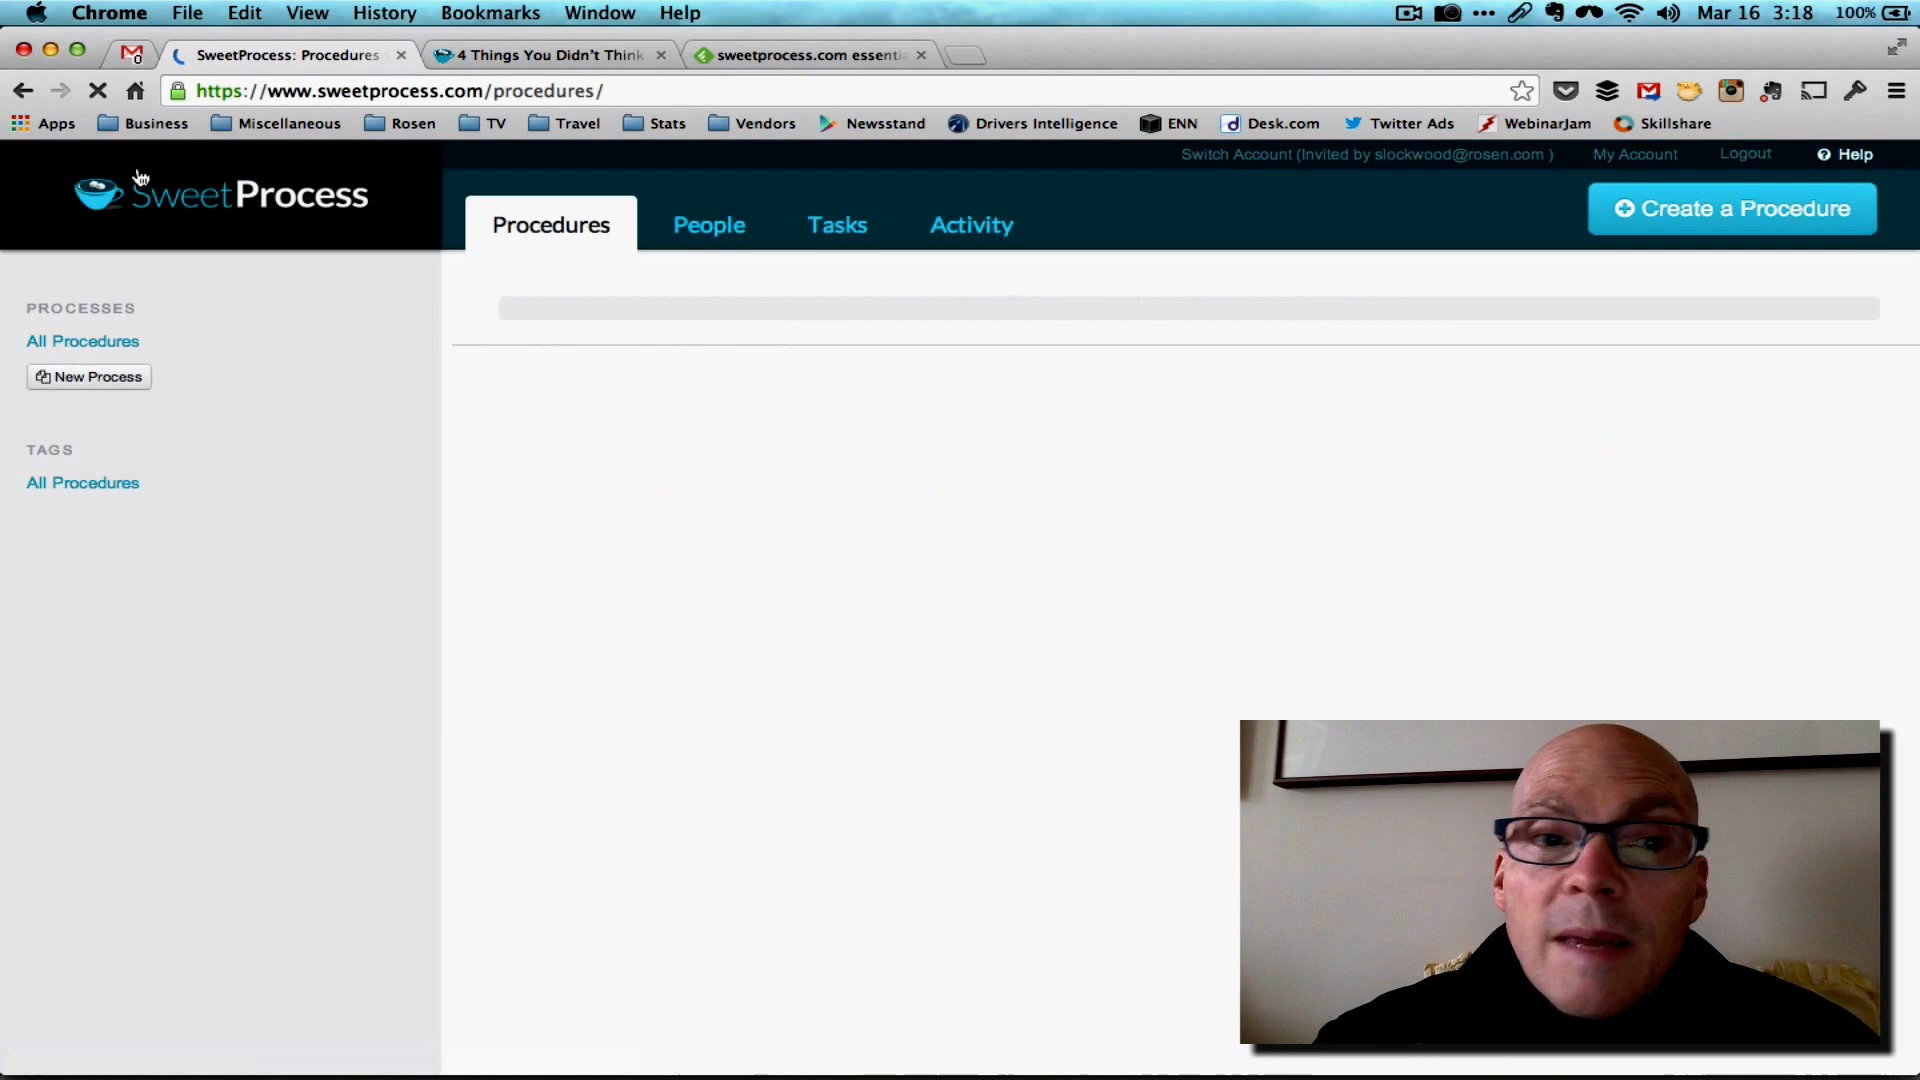 Chrome File Edit View History Bookmarks Window Help Mar 16 3:18 100%
SweetProcess: Procedures 4 Things You Didn't Think sweetprocess.com essenti
https://www.sweetprocess.com/procedures/
Apps Business Miscellaneous Rosen TV Travel Stats Vendors Newsstand Drivers Intelligence ENN Desk.com Twitter Ads WebinarJam Skillshare
Switch Account (Invited by slockwood@rosen.com ) My Account Logout Help
SweetProcess
Procedures People Tasks Activity
Create a Procedure
PROCESSES
All Procedures
New Process
TAGS
All Procedures